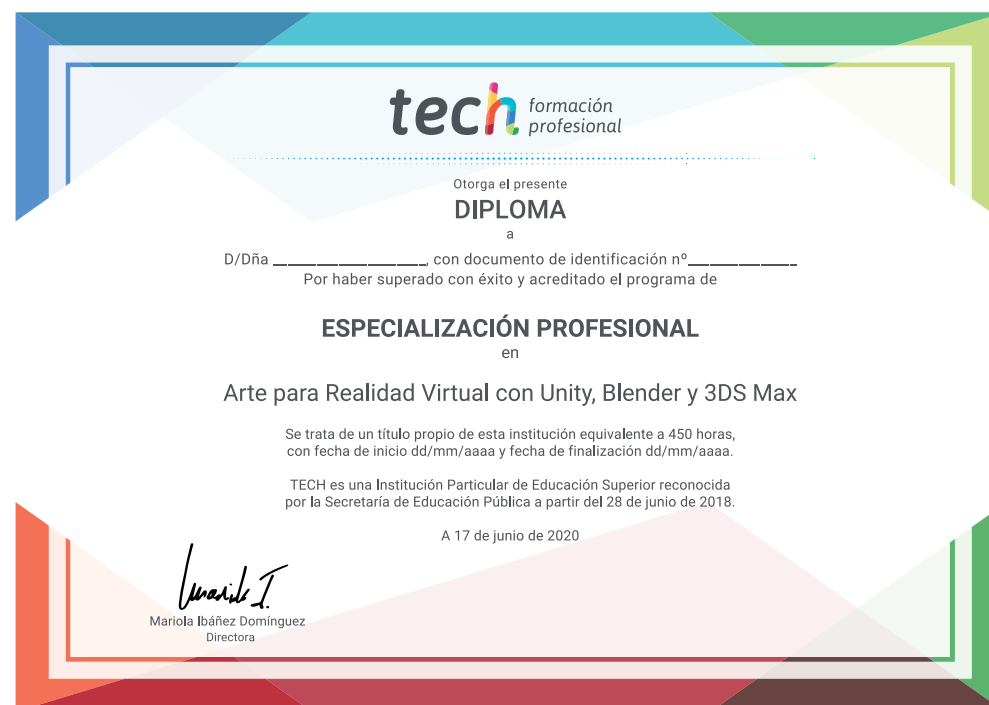 tech formación
profesional
Otorga el presente
DIPLOMA
a
D/Dña ____________________, con documento de identificación nº______________
Por haber superado con éxito y acreditado el programa de
ESPECIALIZACIÓN PROFESIONAL
en
Arte para Realidad Virtual con Unity, Blender y 3DS Max
Se trata de un título propio de esta institución equivalente a 450 horas,
con fecha de inicio dd/mm/aaaa y fecha de finalización dd/mm/aaaa.
TECH es una Institución Particular de Educación Superior reconocida
por la Secretaría de Educación Pública a partir del 28 de junio de 2018.
A 17 de junio de 2020
Mariola Ibáñez Domínguez
Directora